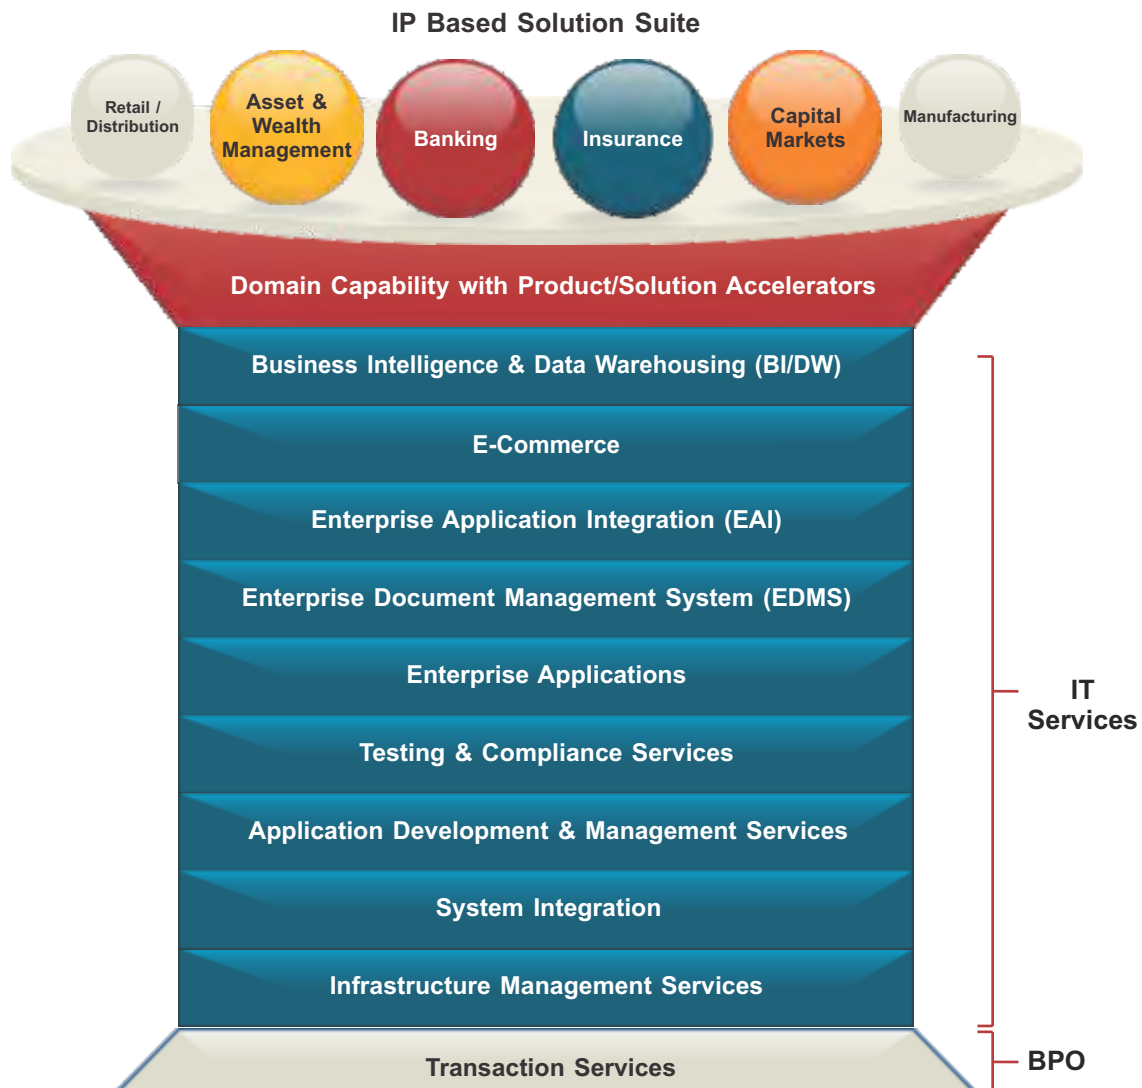 IP Based Solution Suite
Retail /
Distribution
Asset &
Wealth
Management
Banking
Insurance
Capital
Markets
Manufacturing
Domain Capability with Product/Solution Accelerators
Business Intelligence & Data Warehousing (BI/DW)
E-Commerce
Enterprise Application Integration (EAI)
Enterprise Document Management System (EDMS)
Enterprise Applications
Testing & Compliance Services
Application Development & Management Services
System Integration
Infrastructure Management Services
IT
Services
Transaction Services
BPO